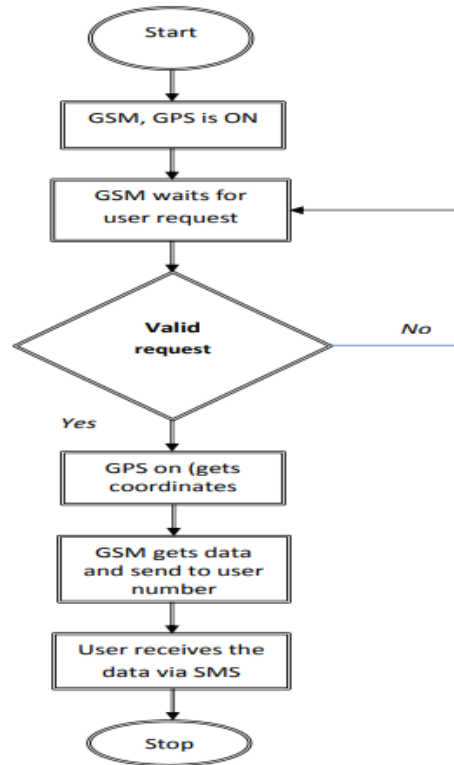 Start
GSM, GPS is ON
GSM waits for
user request
Valid
request
No
Yes
GPS on (gets
coordinates
GSM gets data
and send to user
number
User receives the
data via SMS
Stop